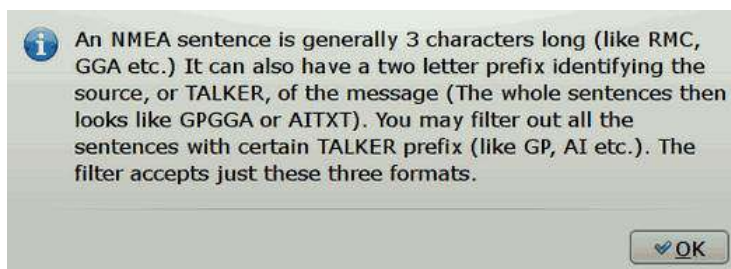 An NMEA sentence is generally 3 characters long (like RMC,
GGA etc.) It can also have a two letter prefix identifying the
source, or TALKER, of the message (The whole sentences then
looks like GPGGA or AITXT). You may filter out all the
sentences with certain TALKER prefix (like GP, AI etc.). The
filter accepts just these three formats.
OK